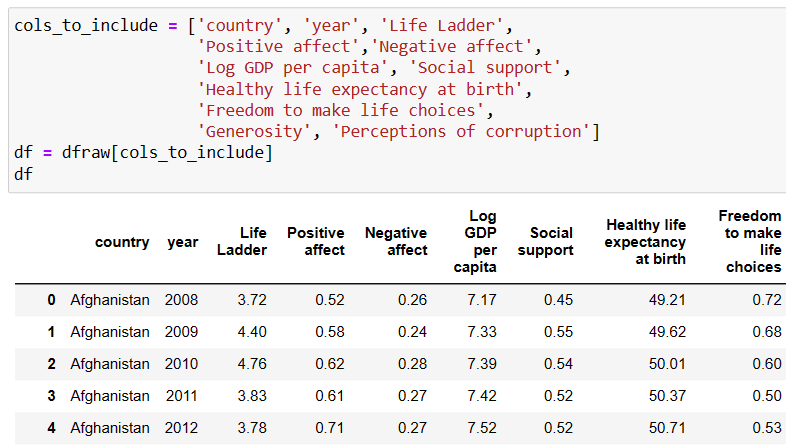 cols_to_include = ['country', 'year', 'Life Ladder',
'Positive affect','Negative affect',
'Log GDP per capita', 'Social support',
'Healthy life expectancy at birth',
'Freedom to make life choices',
'Generosity', 'Perceptions of corruption']
df = dfraw[cols_to_include]
df
country year Life Ladder Positive affect Negative affect Log GDP per capita Social support Healthy life expectancy at birth Freedom to make life choices
0 Afghanistan 2008 3.72 0.52 0.26 7.17 0.45 49.21 0.72
1 Afghanistan 2009 4.40 0.58 0.24 7.33 0.55 49.62 0.68
2 Afghanistan 2010 4.76 0.62 0.28 7.39 0.54 50.01 0.60
3 Afghanistan 2011 3.83 0.61 0.27 7.42 0.52 50.37 0.50
4 Afghanistan 2012 3.78 0.71 0.27 7.52 0.52 50.71 0.53